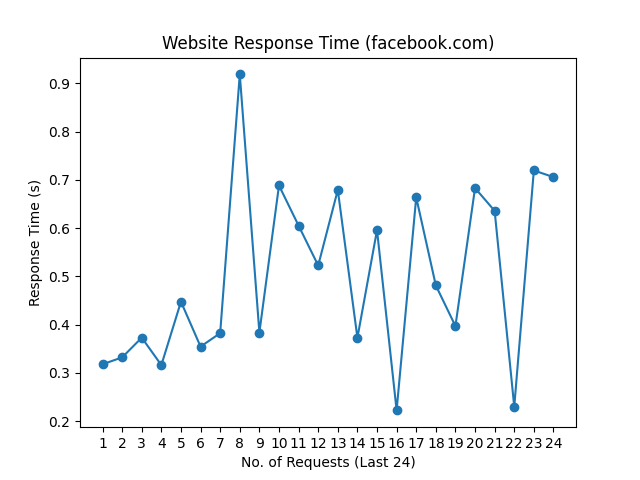 Website Response Time (facebook.com)
Response Time (s)
0.9
0.8
0.7
0.6
0.5
0.4
0.3
0.2
1 2 3 4 5 6 7 8 9 10 11 12 13 14 15 16 17 18 19 20 21 22 23 24
No. of Requests (Last 24)